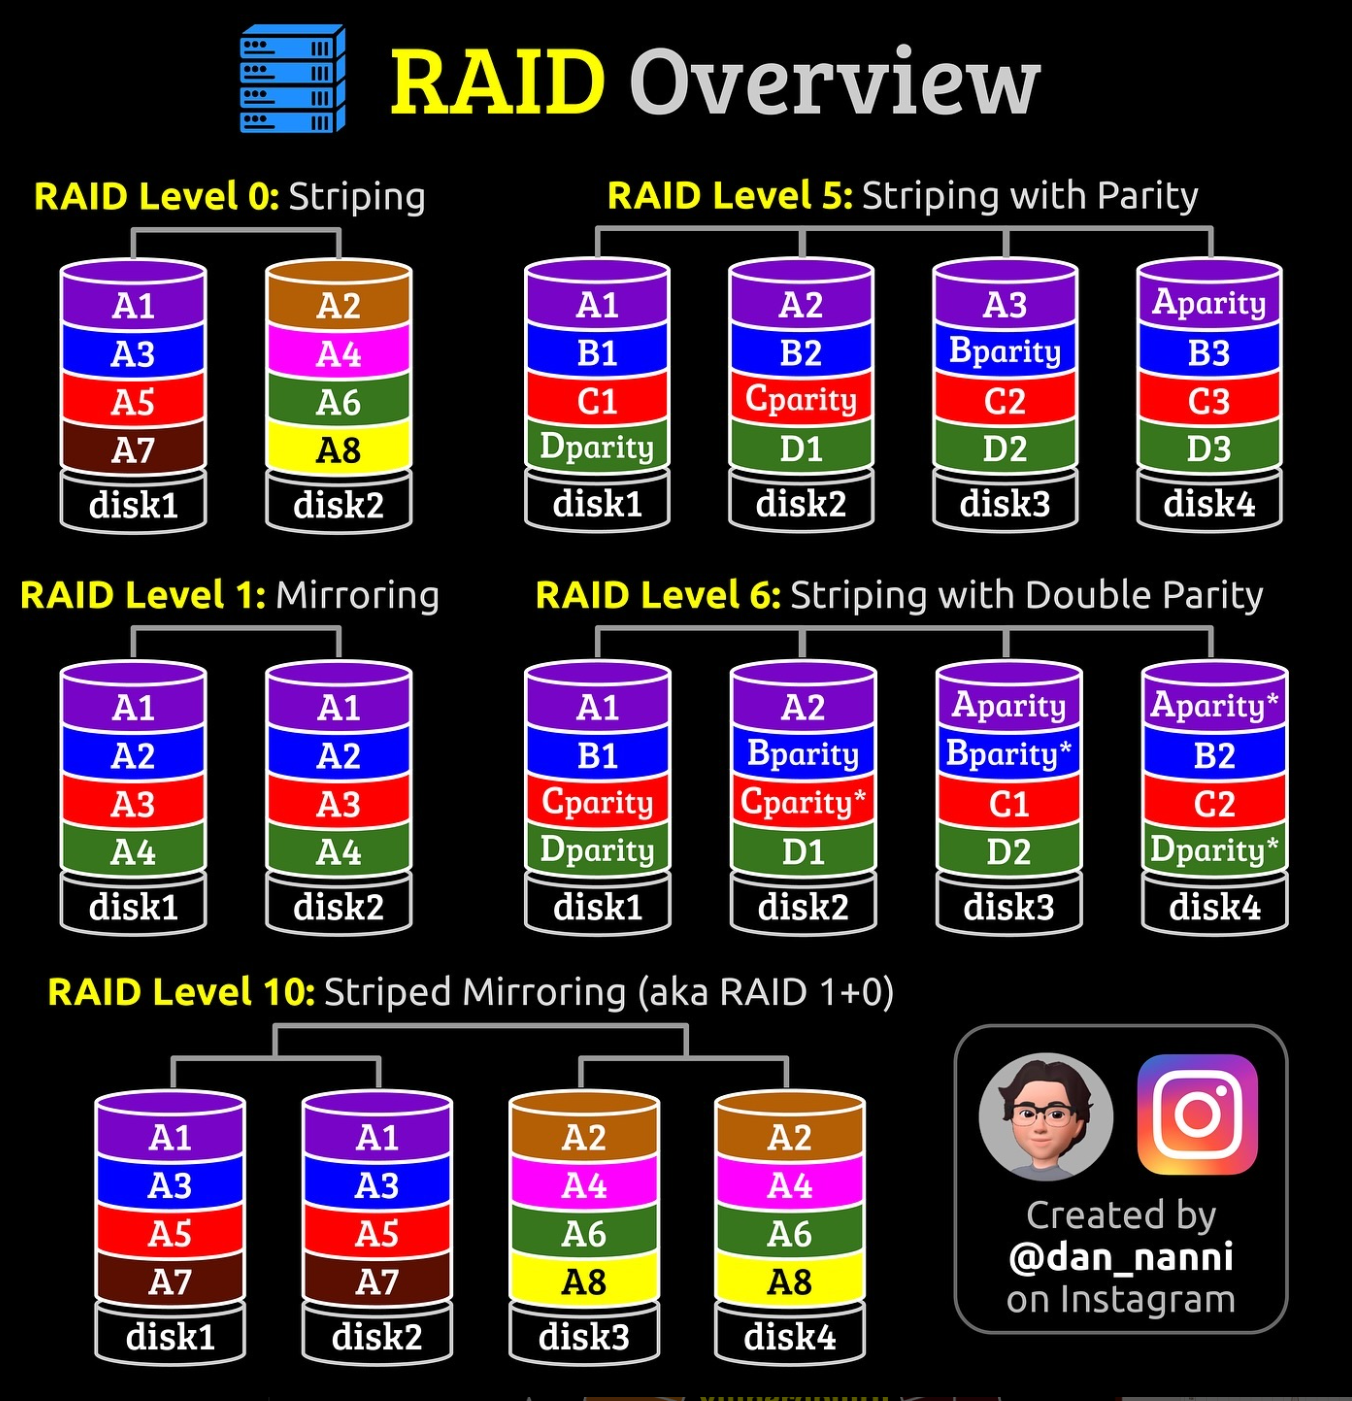 RAID Overview
RAID Level 0: Striping
A1 A2
A3 A4
A5 A6
A7 A8
disk1 disk2
RAID Level 5: Striping with Parity
A1 A2 A3 Aparity
B1 B2 Bparity B3
C1 Cparity C2 C3
Dparity D1 D2 D3
disk1 disk2 disk3 disk4
RAID Level 1: Mirroring
A1 A1
A2 A2
A3 A3
A4 A4
disk1 disk2
RAID Level 6: Striping with Double Parity
A1 A2 Aparity Aparity*
B1 Bparity Bparity* B2
Cparity Cparity* C1 C2
Dparity D1 D2 Dparity*
disk1 disk2 disk3 disk4
RAID Level 10: Striped Mirroring (aka RAID 1+0)
A1 A1 A2 A2
A3 A3 A4 A4
A5 A5 A6 A6
A7 A7 A8 A8
disk1 disk2 disk3 disk4
Created by
@dan_nanni
on Instagram